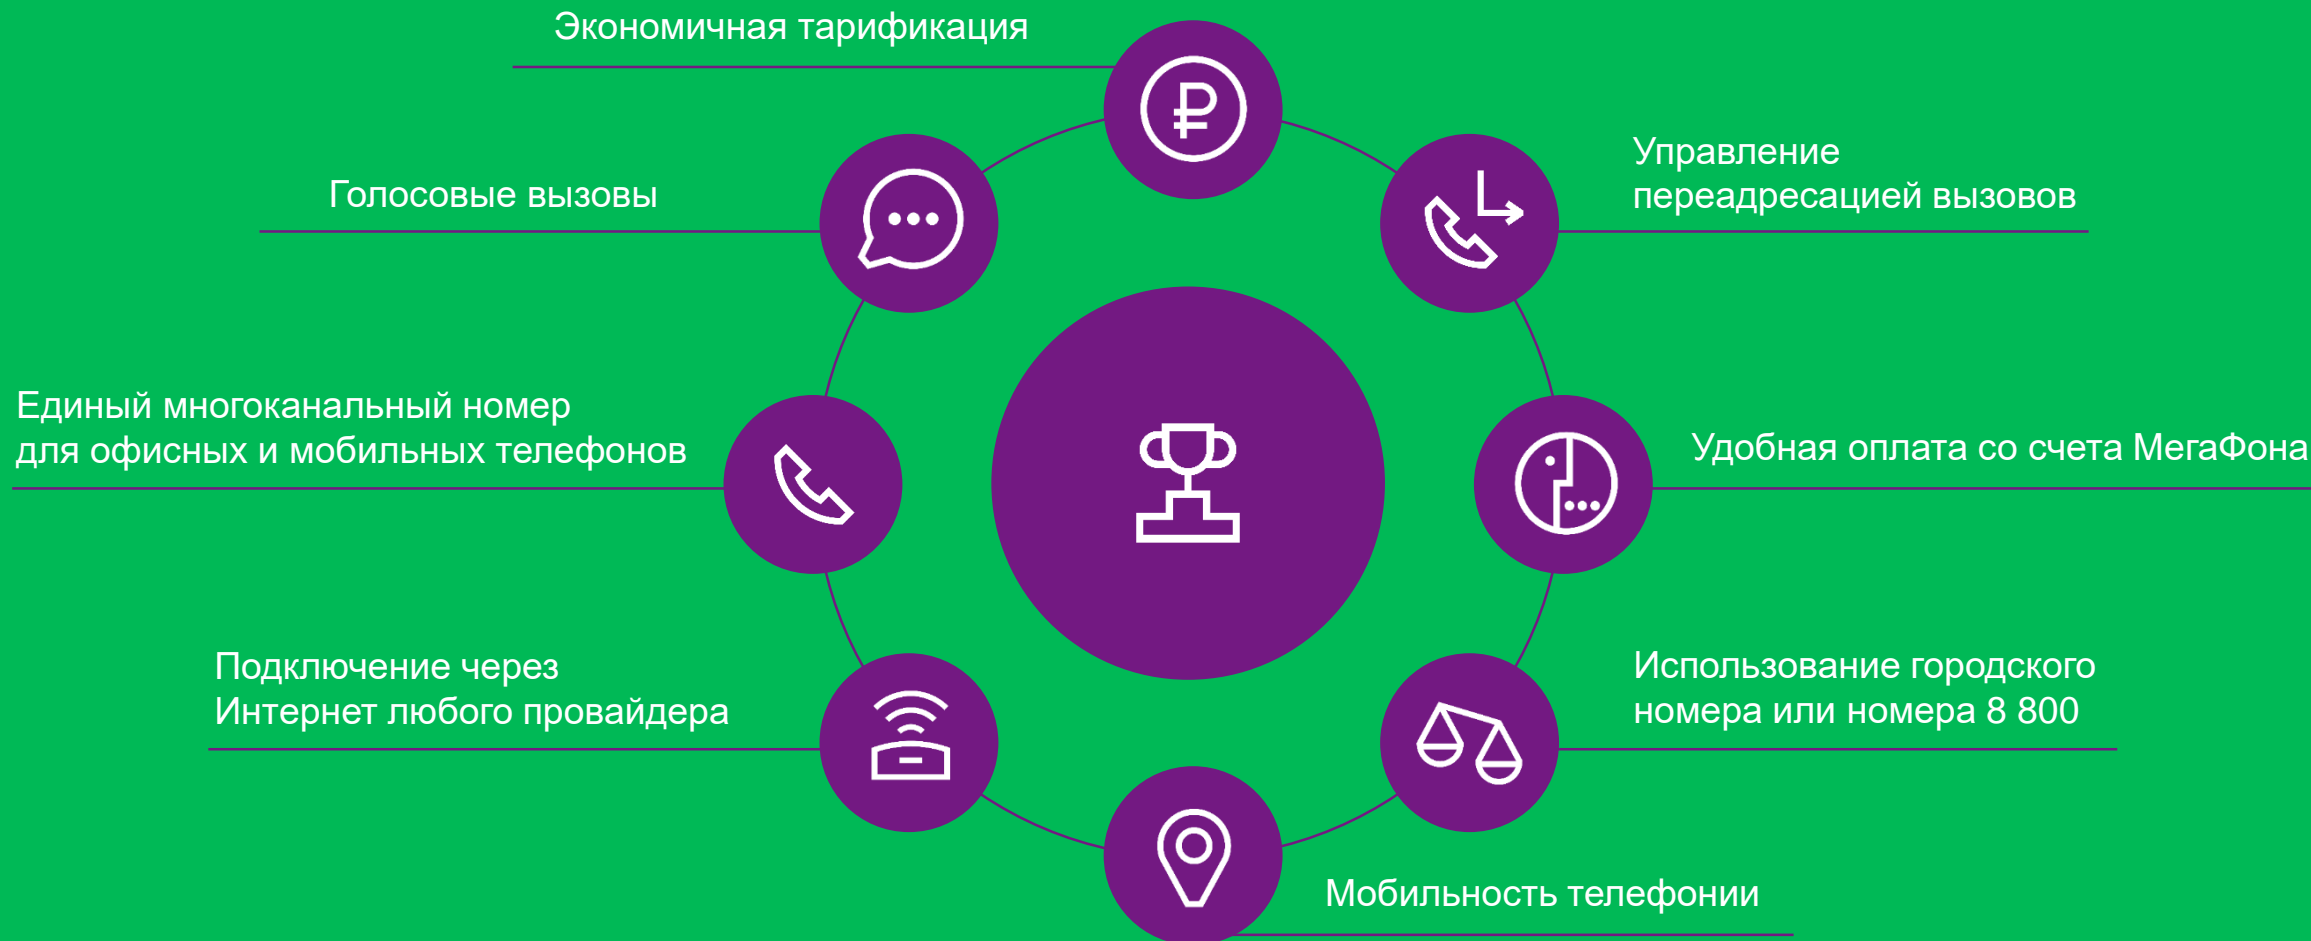 Экономичная тарификация
Управление
переадресацией вызовов
Голосовые вызовы
Единый многоканальный номер
для офисных и мобильных телефонов
Удобная оплата со счета МегаФона
Подключение через
Интернет любого провайдера
Использование городского
номера или номера 8 800
Мобильность телефонии